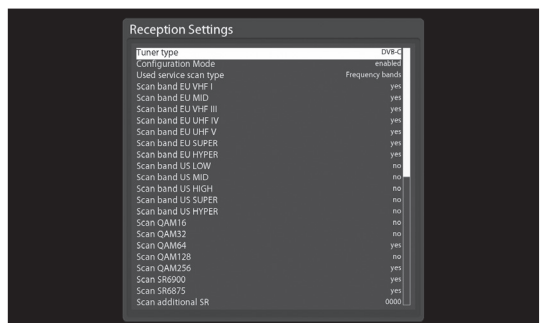 Reception Settings
Tuner type DVB-C
Configuration Mode enabled
Used service scan type Frequency bands
Scan band EU VHF I yes
Scan band EU MID yes
Scan band EU VHF III yes
Scan band EU UHF IV yes
Scan band EU UHF V yes
Scan band EU SUPER yes
Scan band EU HYPER yes
Scan band US LOW no
Scan band US MID no
Scan band US HIGH no
Scan band US SUPER no
Scan band US HYPER no
Scan QAM16 no
Scan QAM32 no
Scan QAM64 yes
Scan QAM128 no
Scan QAM256 yes
Scan SR6900 yes
Scan SR6875 yes
Scan additional SR 0000